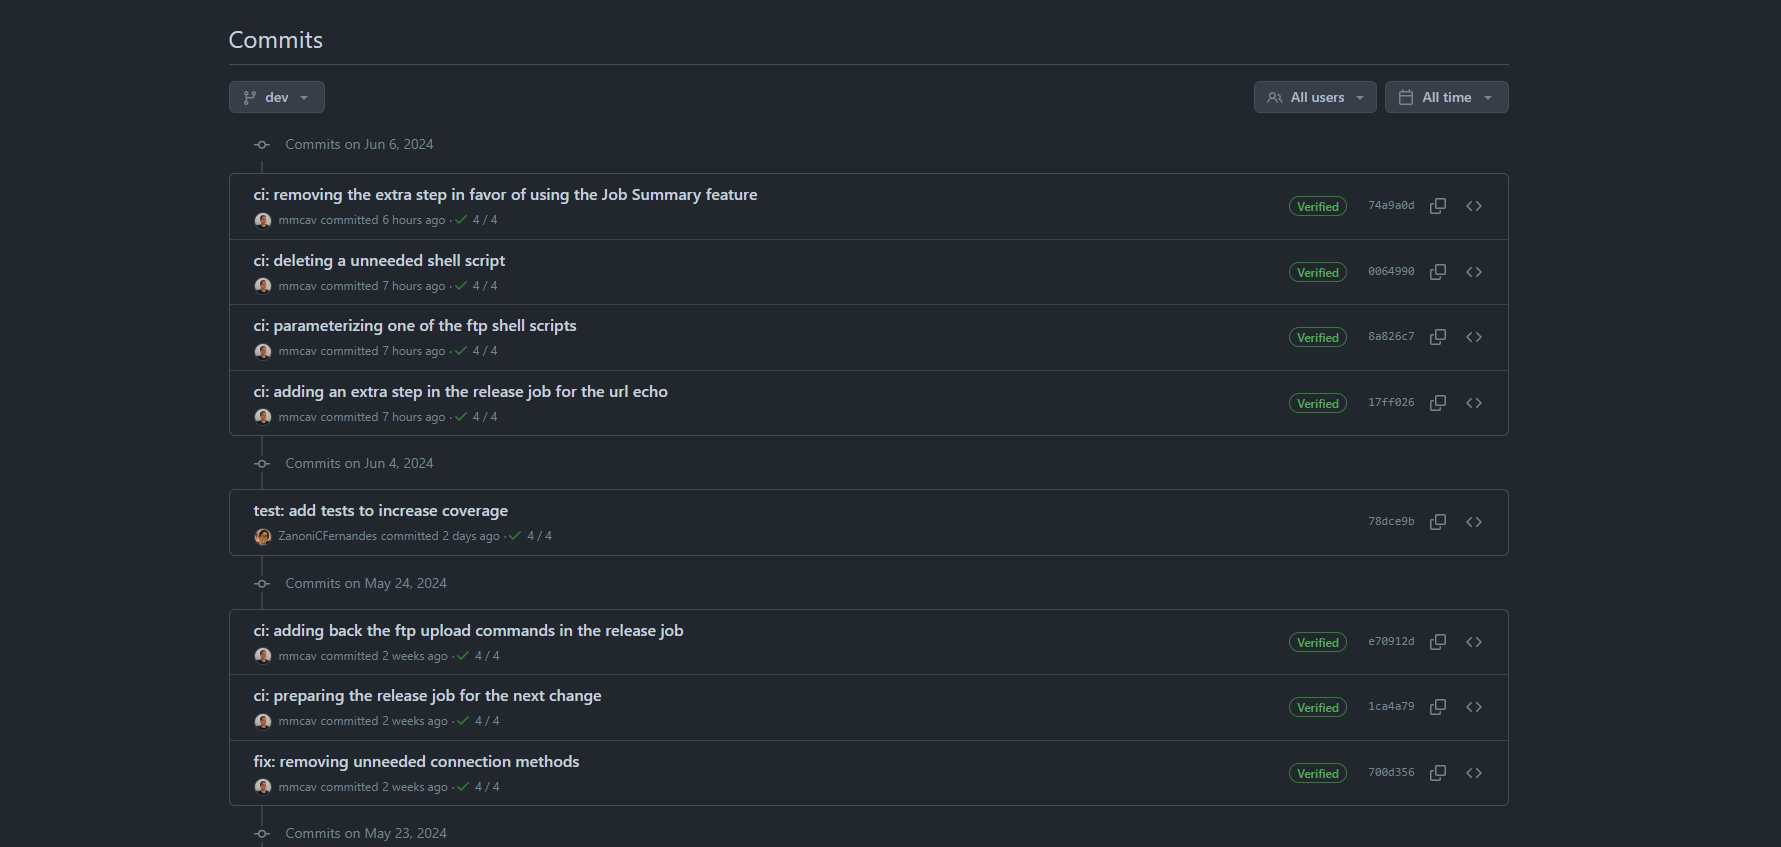 Commits
dev
All users
All time
Commits on Jun 6, 2024
ci: removing the extra step in favor of using the Job Summary feature
mmcav committed 6 hours ago · 4 / 4
Verified
74a9a0d
ci: deleting a unneeded shell script
mmcav committed 7 hours ago · 4 / 4
Verified
0064990
ci: parameterizing one of the ftp shell scripts
mmcav committed 7 hours ago · 4 / 4
Verified
8a826c7
ci: adding an extra step in the release job for the url echo
mmcav committed 7 hours ago · 4 / 4
Verified
17ff026
Commits on Jun 4, 2024
test: add tests to increase coverage
ZanoniCFernandes committed 2 days ago · 4 / 4
78dce9b
Commits on May 24, 2024
ci: adding back the ftp upload commands in the release job
mmcav committed 2 weeks ago · 4 / 4
Verified
e70912d
ci: preparing the release job for the next change
mmcav committed 2 weeks ago · 4 / 4
Verified
1ca4a79
fix: removing unneeded connection methods
mmcav committed 2 weeks ago · 4 / 4
Verified
700d356
Commits on May 23, 2024